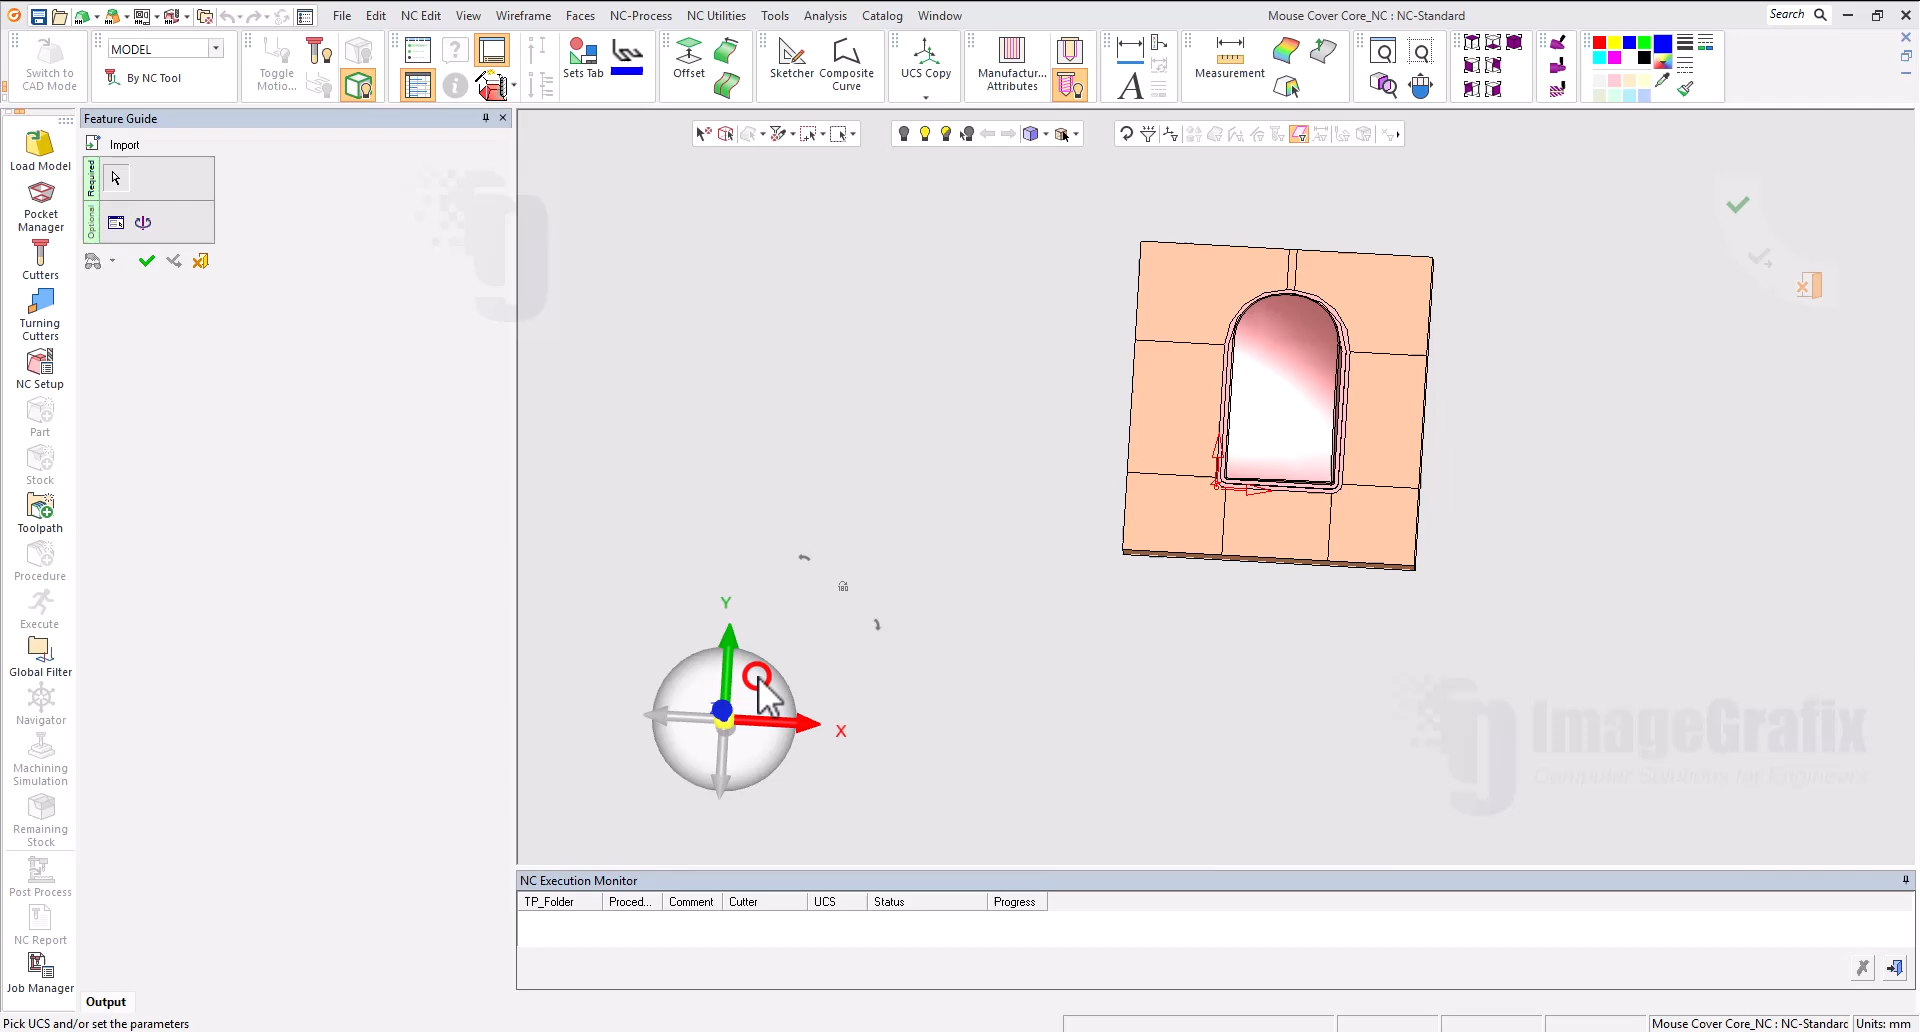 File Edit NC Edit View Wireframe Faces NC-Process NC Utilities Tools Analysis Catalog Window
Mouse Cover Core_NC : NC-Standard
Search
Switch to
CAD Mode
MODEL
By NC Tool
Toggle
Motio...
Sets Tab
Offset
Sketcher
Composite
Curve
UCS Copy
Manufactur...
Attributes
A
Measurement
Feature Guide
Import
Required
Optional
Load Model
Pocket
Manager
Cutters
Turning
Cutters
NC Setup
Part
Stock
Toolpath
Procedure
Execute
Global Filter
Navigator
Machining
Simulation
Remaining
Stock
Post Process
NC Report
Job Manager
180
Y
X
ImageGrafix
Computer Solutions for Engineers
NC Execution Monitor
TP_Folder Proced... Comment Cutter UCS Status Progress
Output
Pick UCS and/or set the parameters
Mouse Cover Core_NC : NC-Standard
Units: mm